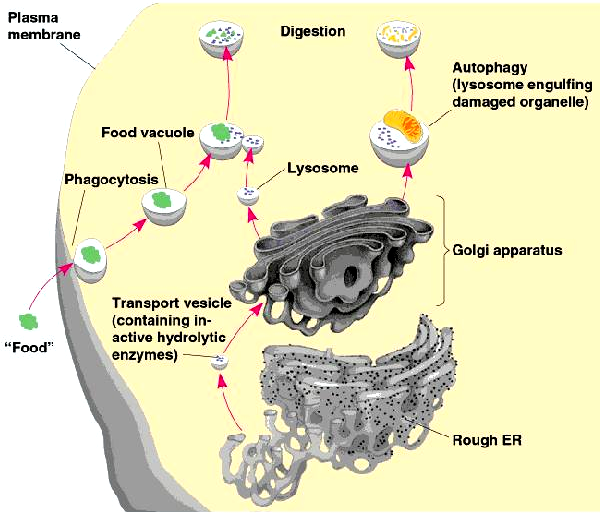 Plasma
membrane
Digestion
Autophagy
(lysosome engulfing
damaged organelle)
Food vacuole
Lysosome
Phagocytosis
Golgi apparatus
Transport vesicle
(containing in-
active hydrolytic
enzymes)
“Food”
Rough ER